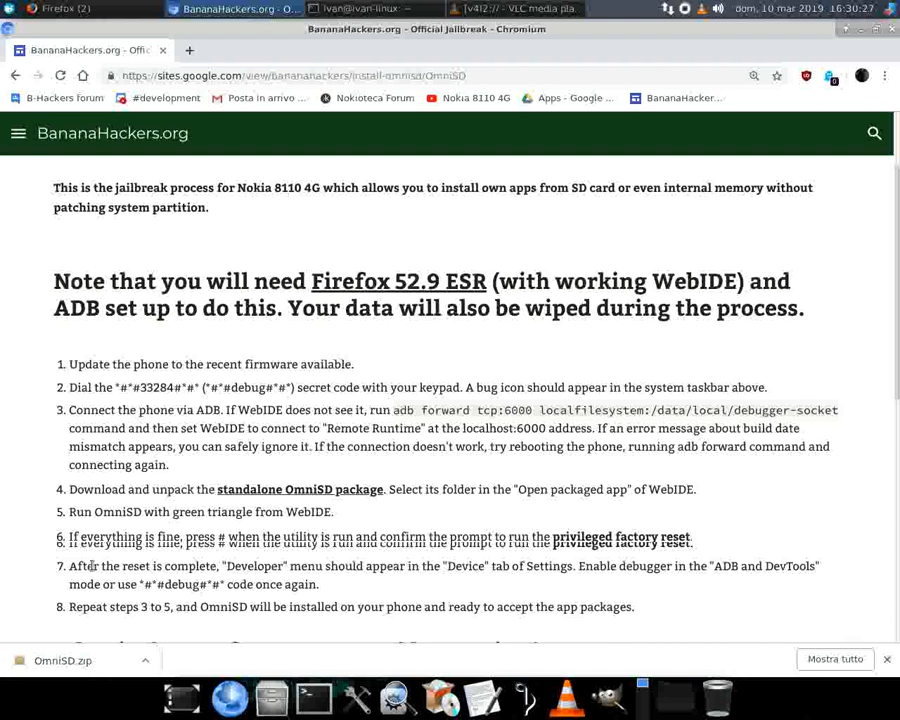 Firefox (2)
BananaHackers.org - O...
ivan@ivan-linux: ~
[v4l2:// - VLC media pla...
dom, 10 mar 2019
16:30:27
BananaHackers.org - Official Jailbreak - Chromium
BananaHackers.org - Offic
https://sites.google.com/view/bananahackers/install-omnisd/OmniSD
B-Hackers forum
#development
Posta in arrivo ...
Nokioteca Forum
Nokia 8110 4G
Apps - Google ...
BananaHacker...
BananaHackers.org
This is the jailbreak process for Nokia 8110 4G which allows you to install own apps from SD card or even internal memory without
patching system partition.
Note that you will need Firefox 52.9 ESR (with working WebIDE) and
ADB set up to do this. Your data will also be wiped during the process.
1. Update the phone to the recent firmware available.
2. Dial the *#*#33284#*#* (*#*#debug#*#*) secret code with your keypad. A bug icon should appear in the system taskbar above.
3. Connect the phone via ADB. If WebIDE does not see it, run adb forward tcp:6000 localfilesystem:/data/local/debugger-socket
command and then set WebIDE to connect to "Remote Runtime" at the localhost:6000 address. If an error message about build date
mismatch appears, you can safely ignore it. If the connection doesn't work, try rebooting the phone, running adb forward command and
connecting again.
4. Download and unpack the standalone OmniSD package. Select its folder in the "Open packaged app" of WebIDE.
5. Run OmniSD with green triangle from WebIDE.
6. If everything is fine, press # when the utility is run and confirm the prompt to run the privileged factory reset.
7. After the reset is complete, "Developer" menu should appear in the "Device" tab of Settings. Enable debugger in the "ADB and DevTools"
mode or use *#*#debug#*#* code once again.
8. Repeat steps 3 to 5, and OmniSD will be installed on your phone and ready to accept the app packages.
OmniSD.zip
Mostra tutto